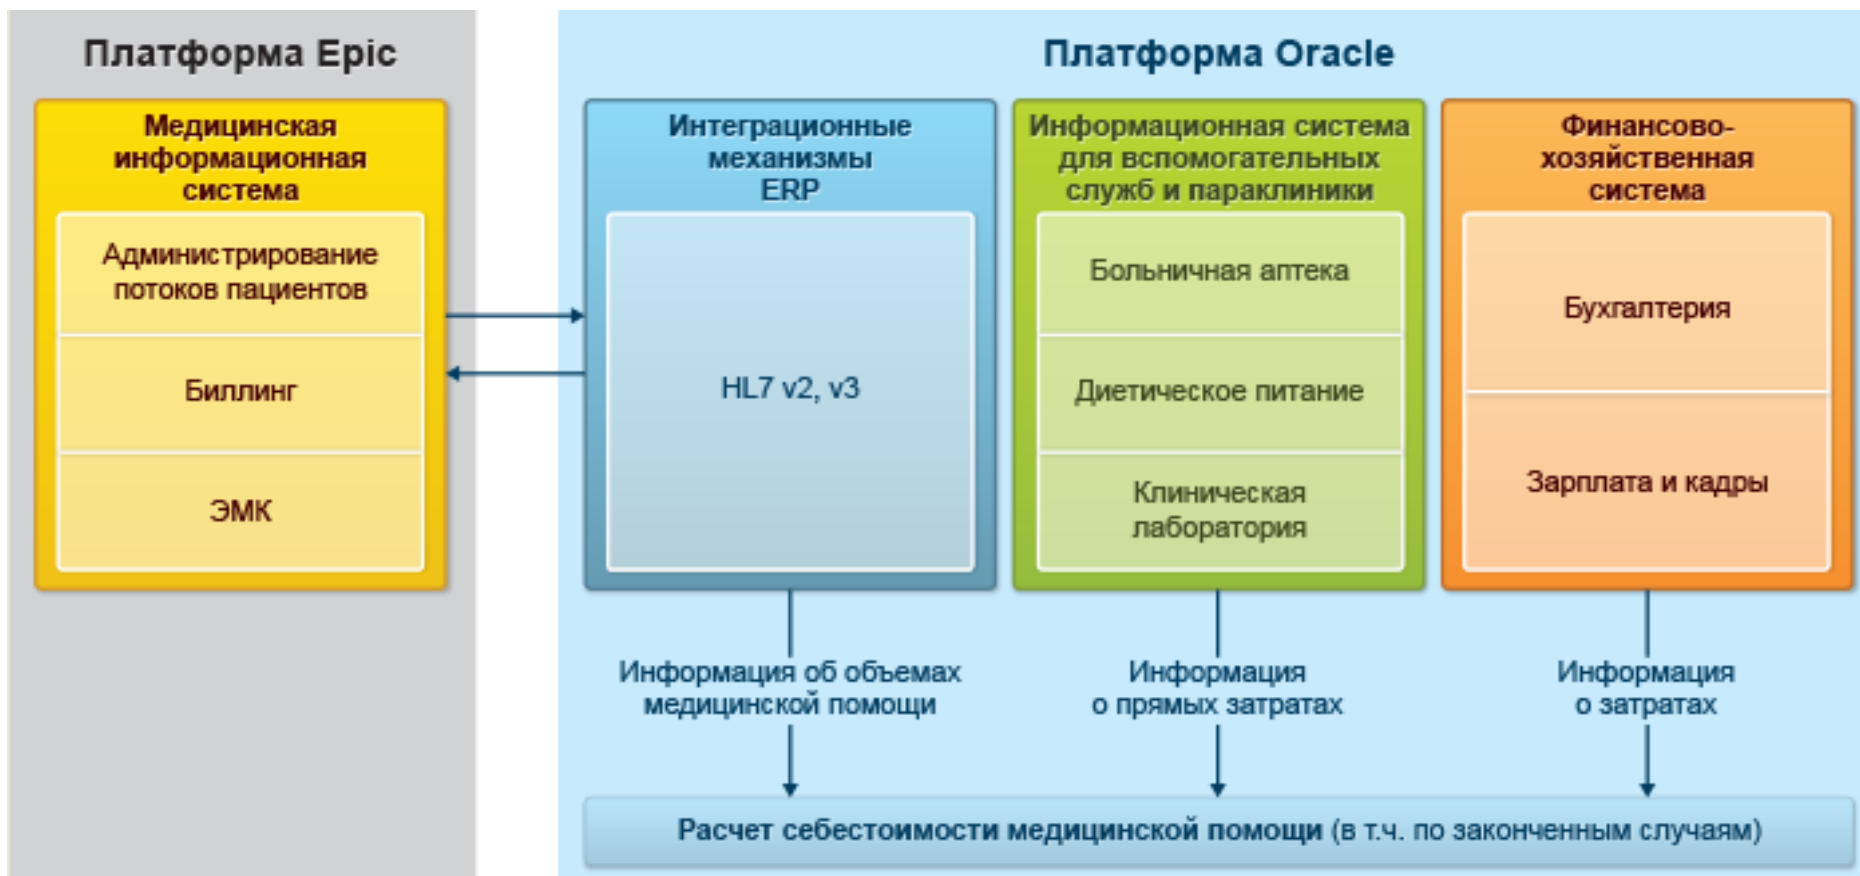 Платформа Epic
Медицинская
информационная
система
Администрирование
потоков пациентов
Биллинг
ЭМК
Платформа Oracle
Интеграционные
механизмы
ERP
HL7 v2, v3
Информационная система
для вспомогательных
служб и параклиники
Больничная аптека
Диетическое питание
Клиническая
лаборатория
Финансово-
хозяйственная
система
Бухгалтерия
Зарплата и кадры
Информация об объемах
медицинской помощи
Информация
о прямых затратах
Информация
о затратах
Расчет себестоимости медицинской помощи (в т.ч. по законченным случаям)